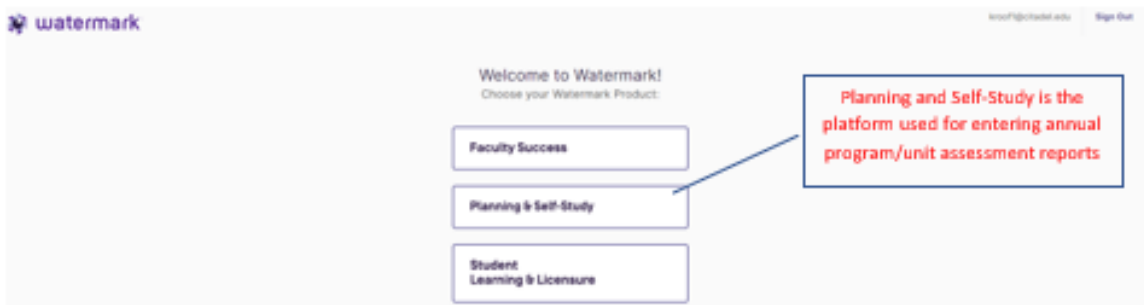 watermark
Sign Out
Welcome to Watermark!
Choose your Watermark Product:
Faculty Success
Planning & Self-Study
Student
Learning & Licensure
Planning and Self-Study is the
platform used for entering annual
program/unit assessment reports